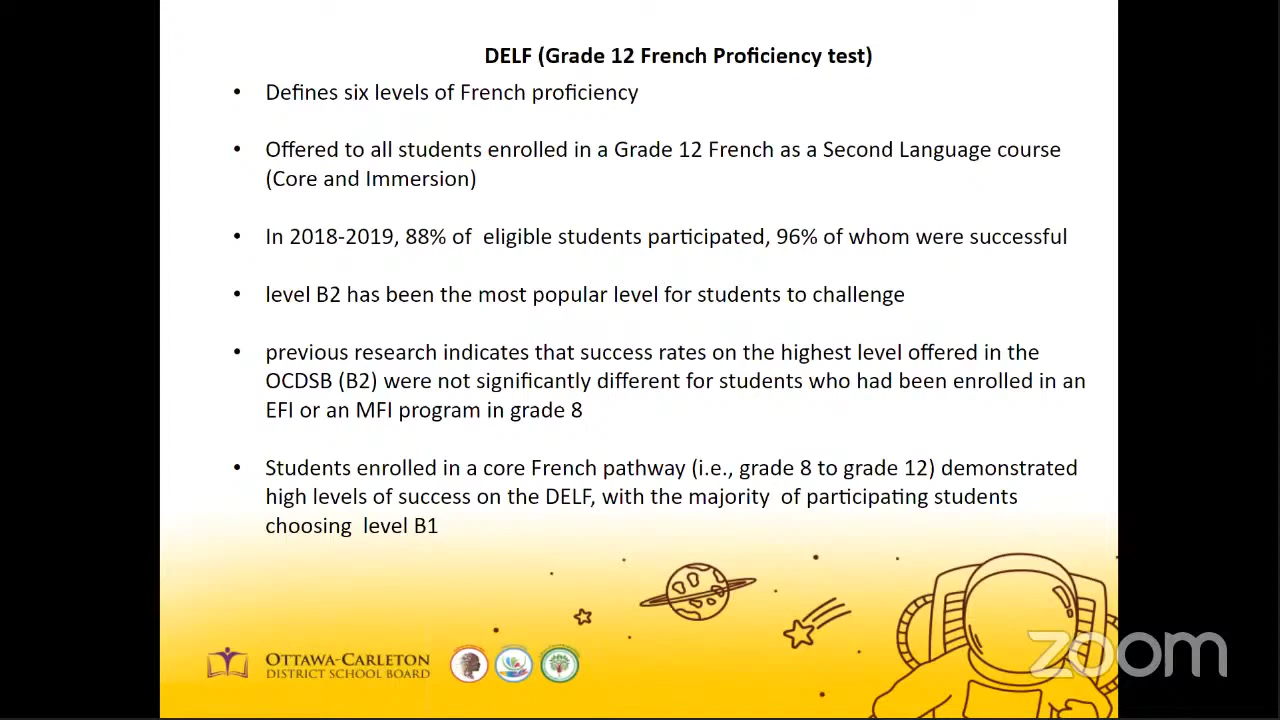 DELF (Grade 12 French Proficiency test)
• Defines six levels of French proficiency
• Offered to all students enrolled in a Grade 12 French as a Second Language course
(Core and Immersion)
• In 2018-2019, 88% of  eligible students participated, 96% of whom were successful
• level B2 has been the most popular level for students to challenge
• previous research indicates that success rates on the highest level offered in the
OCDSB (B2) were not significantly different for students who had been enrolled in an
EFI or an MFI program in grade 8
• Students enrolled in a core French pathway (i.e., grade 8 to grade 12) demonstrated
high levels of success on the DELF, with the majority  of participating students
choosing  level B1
OTTAWA-CARLETON
DISTRICT SCHOOL BOARD
zoom